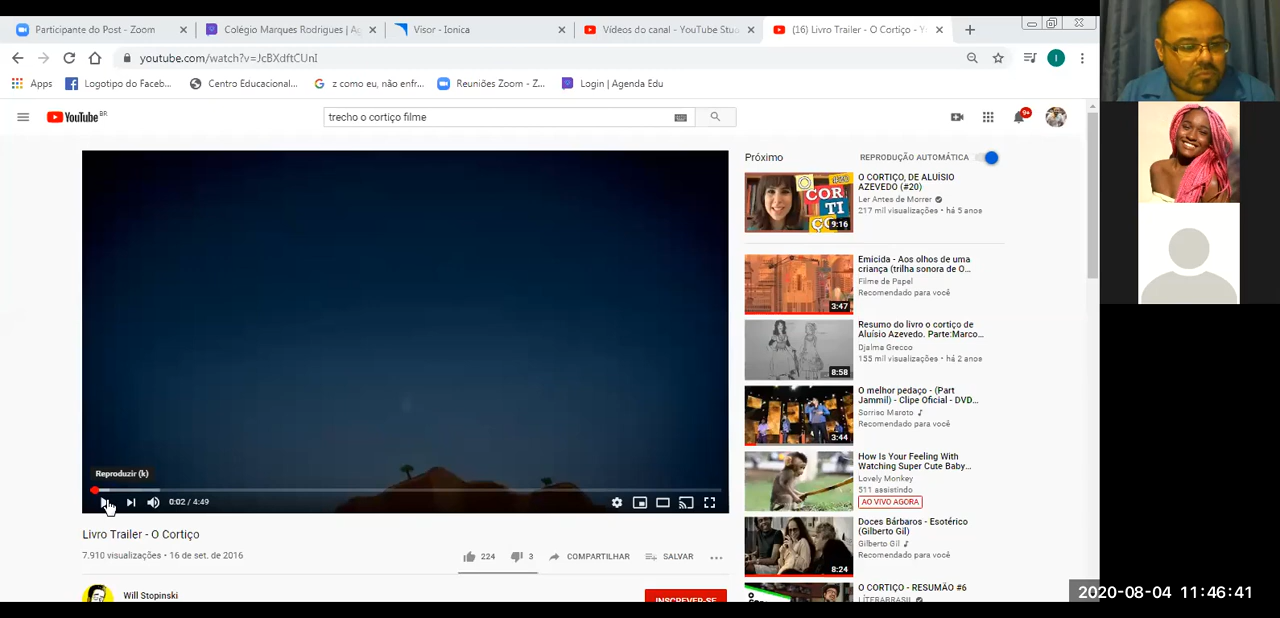 Participante do Post - Zoom
Colégio Marques Rodrigues | Ag
Visor - Ionica
Vídeos do canal - YouTube Stu
(16) Livro Trailer - O Cortiço - Y
youtube.com/watch?v=JcBXdftCUnI
Apps
Logotipo do Faceb...
Centro Educacional...
z como eu, não enfr...
Reuniões Zoom - Z...
Login | Agenda Edu
YouTube BR
trecho o cortiço filme
9+
Próximo
REPRODUÇÃO AUTOMÁTICA
O CORTIÇO, DE ALUÍSIO
AZEVEDO (#20)
Ler Antes de Morrer
217 mil visualizações • há 5 anos
#20
COR
TI
ÇO
9:16
Emicida - Aos olhos de uma
criança (trilha sonora de O...
Filme de Papel
Recomendado para você
3:47
Resumo do livro o cortiço de
Aluísio Azevedo. Parte:Marco...
Djalma Grecco
155 mil visualizações • há 2 anos
8:58
O melhor pedaço - (Part
Jammil) - Clipe Oficial - DVD...
Sorriso Maroto
Recomendado para você
3:44
How Is Your Feeling With
Watching Super Cute Baby...
Lovely Monkey
511 assistindo
AO VIVO AGORA
Doces Bárbaros - Esotérico
(Gilberto Gil)
Gilberto Gil
Recomendado para você
8:24
O CORTIÇO - RESUMÃO #6
LITERABRASIL
Reproduzir (k)
0:02 / 4:49
Livro Trailer - O Cortiço
7.910 visualizações • 16 de set. de 2016
224
3
COMPARTILHAR
SALVAR
Will Stopinski
INSCREVER-SE
2020-08-04 11:46:41